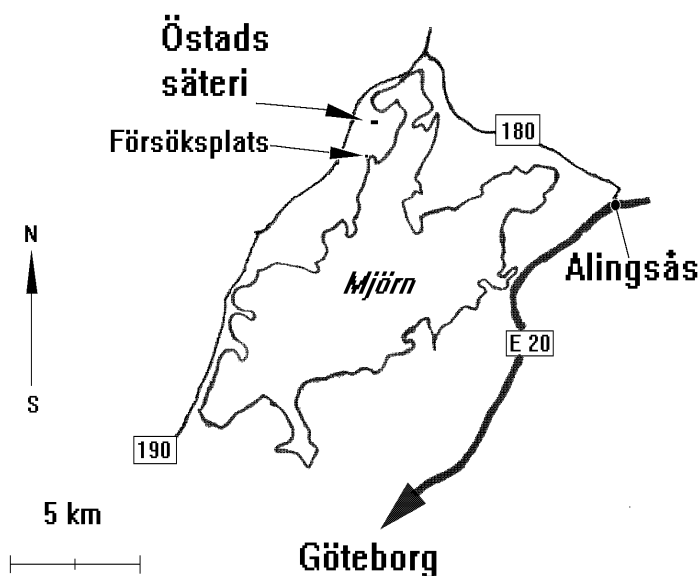 Östads
säteri
Försöksplats
180
N
Alingsås
Mjörn
E 20
S
190
5 km
Göteborg